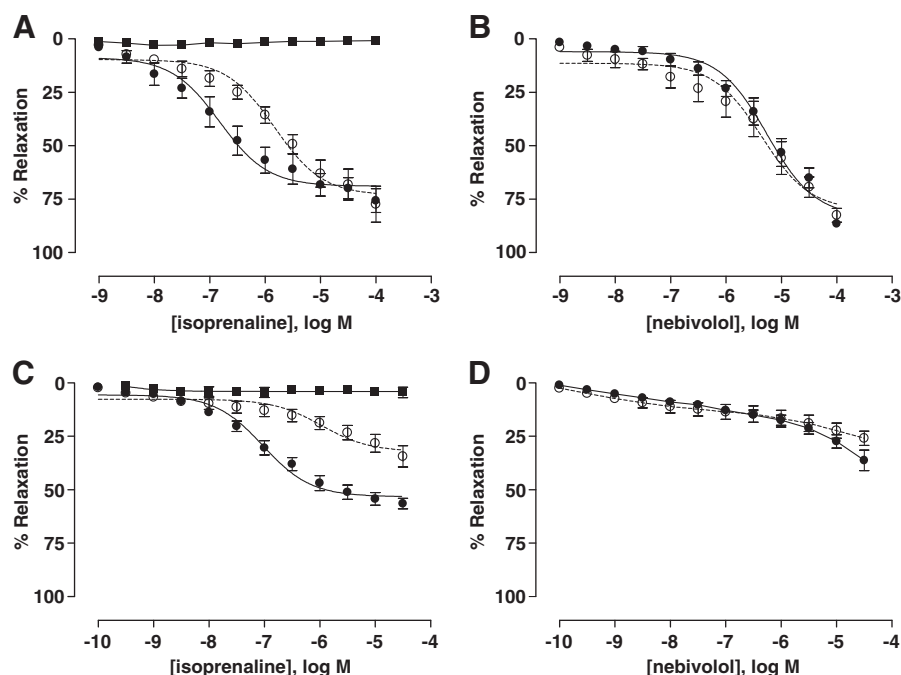 A
% Relaxation
0
25
50
75
100
-9 -8 -7 -6 -5 -4 -3
[isoprenaline], log M
B
% Relaxation
0
25
50
75
100
-9 -8 -7 -6 -5 -4 -3
[nebivolol], log M
C
% Relaxation
0
25
50
75
100
-10 -9 -8 -7 -6 -5 -4
[isoprenaline], log M
D
% Relaxation
0
25
50
75
100
-10 -9 -8 -7 -6 -5 -4
[nebivolol], log M